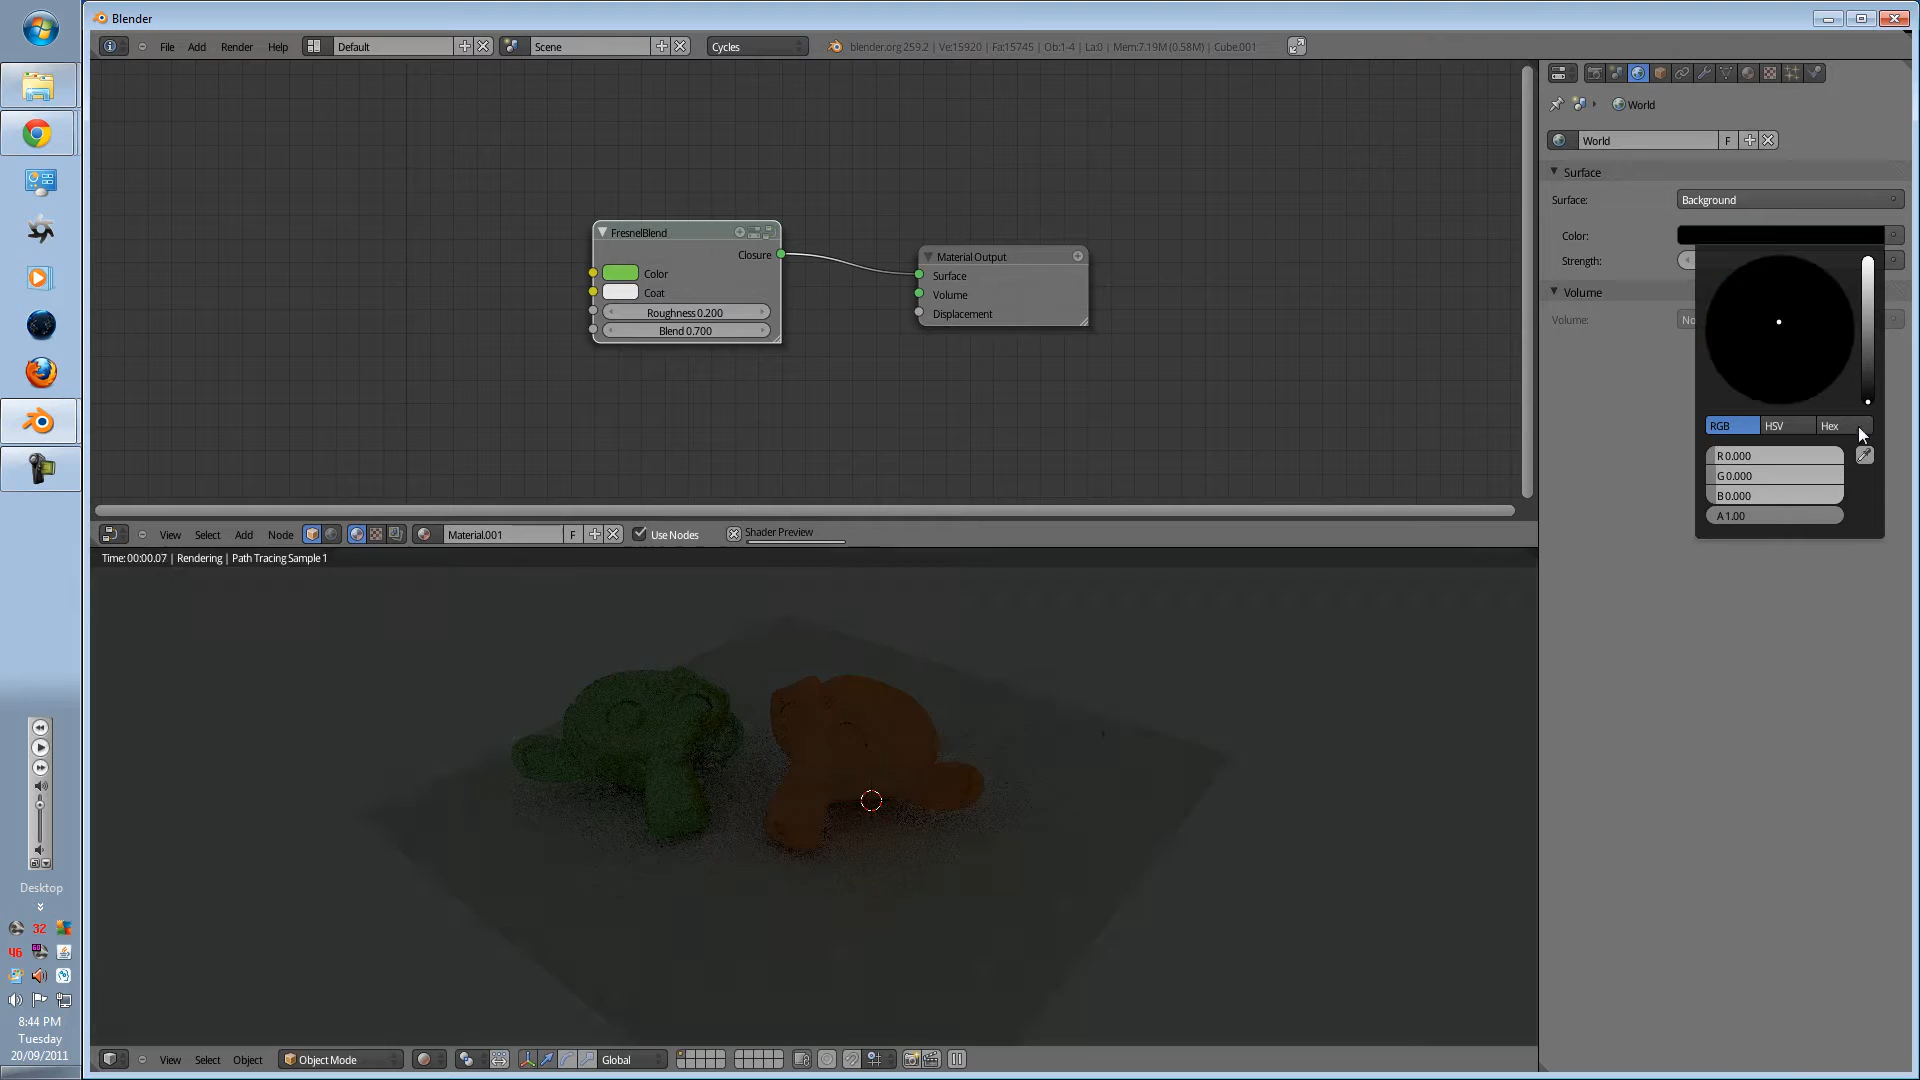 Blender
File Add Render Help Default Scene Cycles blender.org 259.2 | Ve:15920 | Fa:15745 | Ob:1-4 | La:0 | Mem:7.19M (0.58M) | Cube.001
World
World F
Surface
Surface: Background
Color:
Strength:
Volume
Volume: No
RGB HSV Hex
R 0.000
G 0.000
B 0.000
A 1.00
FresnelBlend
Closure
Color
Coat
Roughness 0.200
Blend 0.700
Material Output
Surface
Volume
Displacement
View Select Add Node Material.001 F Use Nodes Shader Preview
Time:00:00.07 | Rendering | Path Tracing Sample 1
View Select Object Object Mode Global
Desktop
32
46 60
8:44 PM
Tuesday
20/09/2011